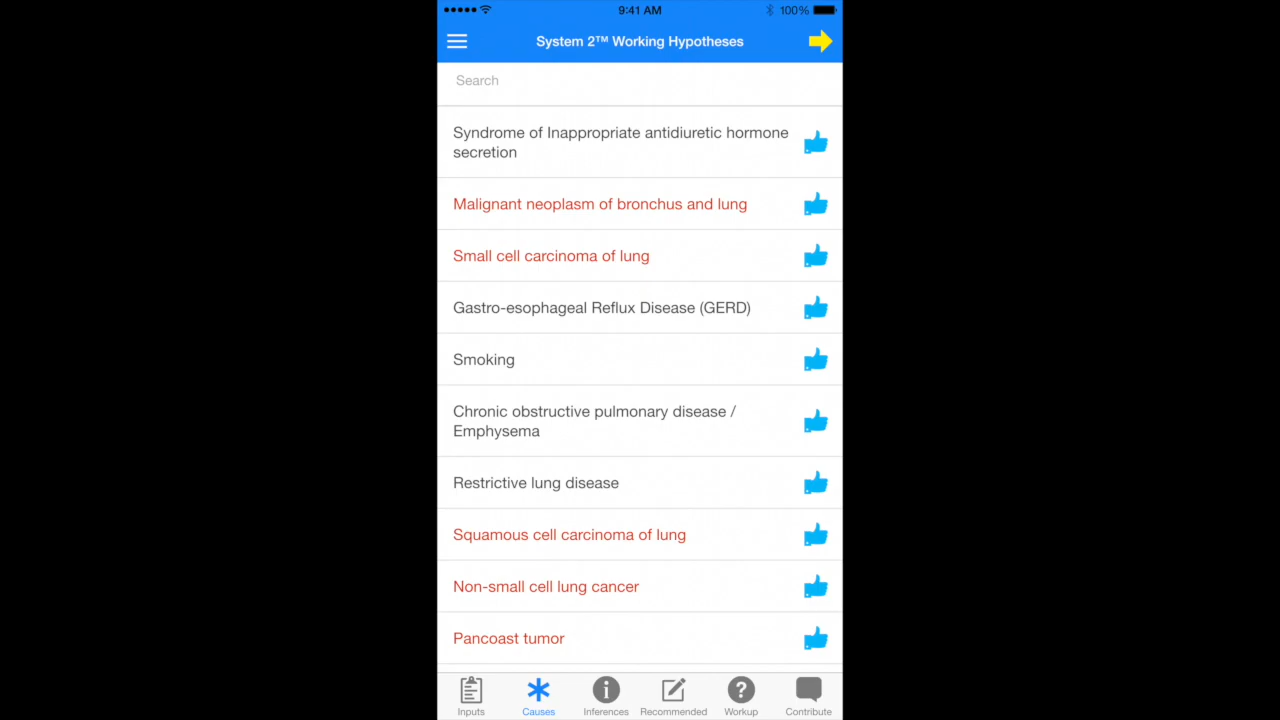 9:41 AM
100%
System 2™ Working Hypotheses
Search
Syndrome of Inappropriate antidiuretic hormone
secretion
Malignant neoplasm of bronchus and lung
Small cell carcinoma of lung
Gastro-esophageal Reflux Disease (GERD)
Smoking
Chronic obstructive pulmonary disease /
Emphysema
Restrictive lung disease
Squamous cell carcinoma of lung
Non-small cell lung cancer
Pancoast tumor
Inputs
Causes
Inferences
Recommended
Workup
Contribute